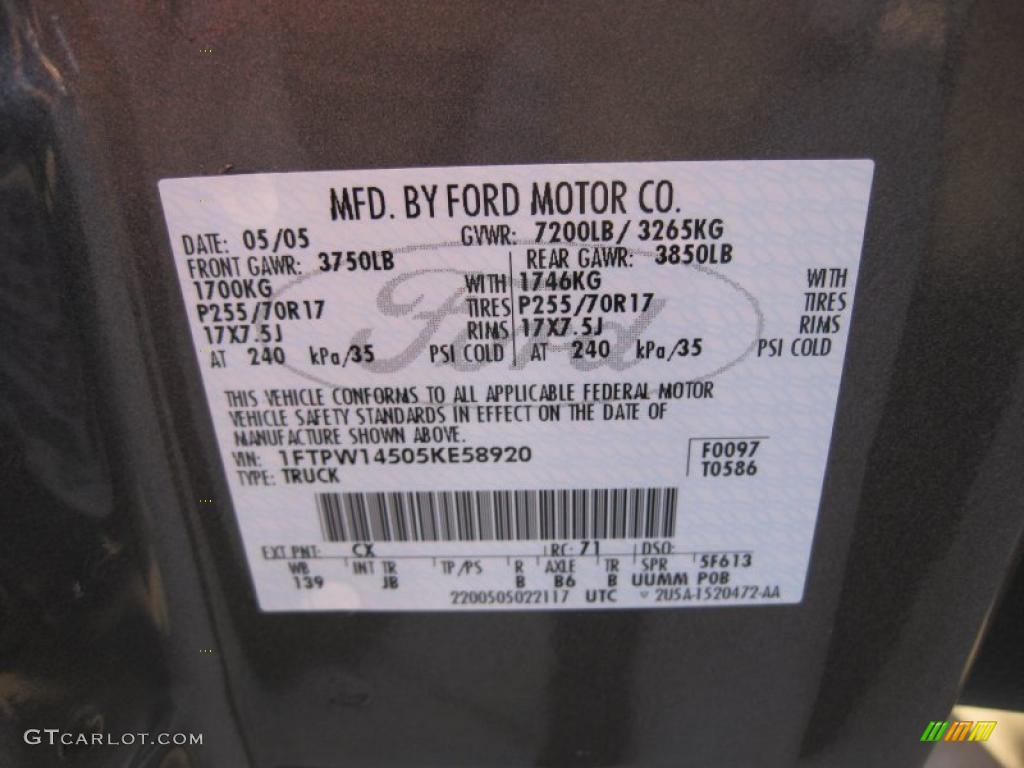 MFD. BY FORD MOTOR CO.
DATE: 05/05 GVWR: 7200LB/ 3265KG
FRONT GAWR: 3750LB REAR GAWR: 3850LB
1700KG WITH 1746KG WITH
P255/70R17 TIRES P255/70R17 TIRES
17X7.5J RIMS 17X7.5J RIMS
AT 240 kPa/35 PSI COLD AT 240 kPa/35 PSI COLD
Ford
THIS VEHICLE CONFORMS TO ALL APPLICABLE FEDERAL MOTOR
VEHICLE SAFETY STANDARDS IN EFFECT ON THE DATE OF
MANUFACTURE SHOWN ABOVE.
VIN: 1FTPW14505KE58920 F0097
TYPE: TRUCK T0586
EXT PNT: CX RC: 71 DSO:
WB INT TR TP/PS R AXLE TR SPR 5F613
139 JB B B6 B UUMM POB
2200505022117 UTC 2U5A-1520472-AA
GTCARLOT.COM